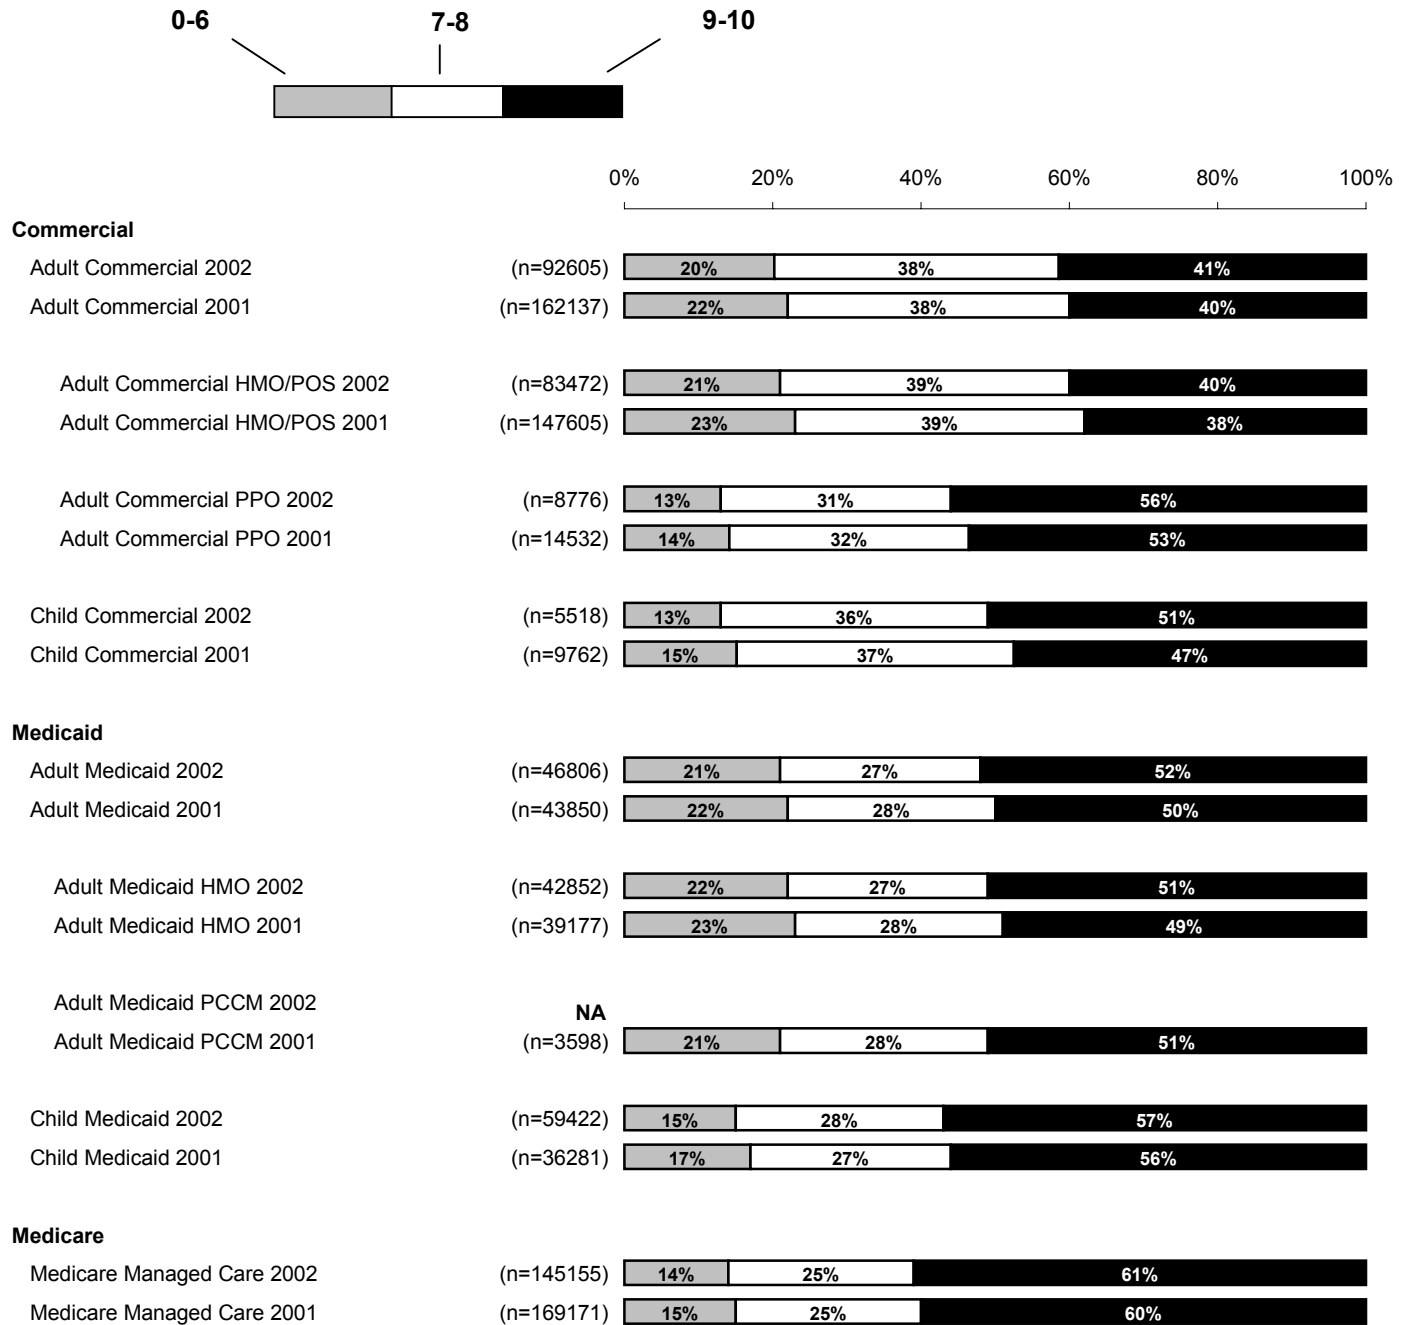 0-6 7-8 9-10
0% 20% 40% 60% 80% 100%
Commercial
Adult Commercial 2002 (n=92605) 20% 38% 41%
Adult Commercial 2001 (n=162137) 22% 38% 40%
Adult Commercial HMO/POS 2002 (n=83472) 21% 39% 40%
Adult Commercial HMO/POS 2001 (n=147605) 23% 39% 38%
Adult Commercial PPO 2002 (n=8776) 13% 31% 56%
Adult Commercial PPO 2001 (n=14532) 14% 32% 53%
Child Commercial 2002 (n=5518) 13% 36% 51%
Child Commercial 2001 (n=9762) 15% 37% 47%
Medicaid
Adult Medicaid 2002 (n=46806) 21% 27% 52%
Adult Medicaid 2001 (n=43850) 22% 28% 50%
Adult Medicaid HMO 2002 (n=42852) 22% 27% 51%
Adult Medicaid HMO 2001 (n=39177) 23% 28% 49%
Adult Medicaid PCCM 2002 NA
Adult Medicaid PCCM 2001 (n=3598) 21% 28% 51%
Child Medicaid 2002 (n=59422) 15% 28% 57%
Child Medicaid 2001 (n=36281) 17% 27% 56%
Medicare
Medicare Managed Care 2002 (n=145155) 14% 25% 61%
Medicare Managed Care 2001 (n=169171) 15% 25% 60%